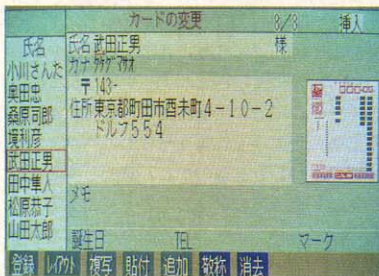 カードの変更 8/8 挿入
氏名
小川さんた
奥田忠
桑原司郎
境利彦
武田正男
田中隼人
松原恭子
山田太郎
氏名 武田正男 様
カナ タケダ マサオ
〒143-
住所 東京都町田市酉未町4-10-2
ドルフ554
メモ
誕生日 TEL マーク
登録 レイアウト 複写 貼付 追加 敬称 消去